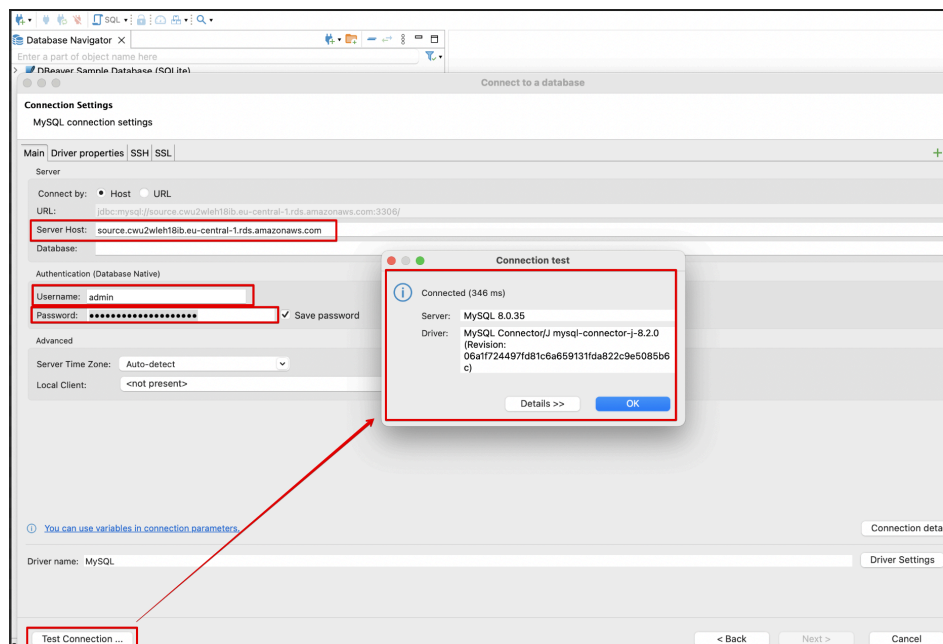 SQL
Database Navigator
Enter a part of object name here
DBeaver Sample Database (SQLite)
Connect to a database
Connection Settings
MySQL connection settings
Main Driver properties SSH SSL
Server
Connect by: Host URL
URL: jdbc:mysql://source.cwu2wleh18ib.eu-central-1.rds.amazonaws.com:3306/
Server Host: source.cwu2wleh18ib.eu-central-1.rds.amazonaws.com
Database:
Authentication (Database Native)
Username: admin
Password: ●●●●●●●●●●●●●●●●●●●● Save password
Advanced
Server Time Zone: Auto-detect
Local Client: <not present>
Connection test
Connected (346 ms)
Server: MySQL 8.0.35
Driver: MySQL Connector/J mysql-connector-j-8.2.0
(Revision:
06a1f724497fd81c6a659131fda822c9e5085b6
c)
Details >> OK
You can use variables in connection parameters.
Connection deta
Driver name: MySQL
Driver Settings
Test Connection ... < Back Next > Cancel